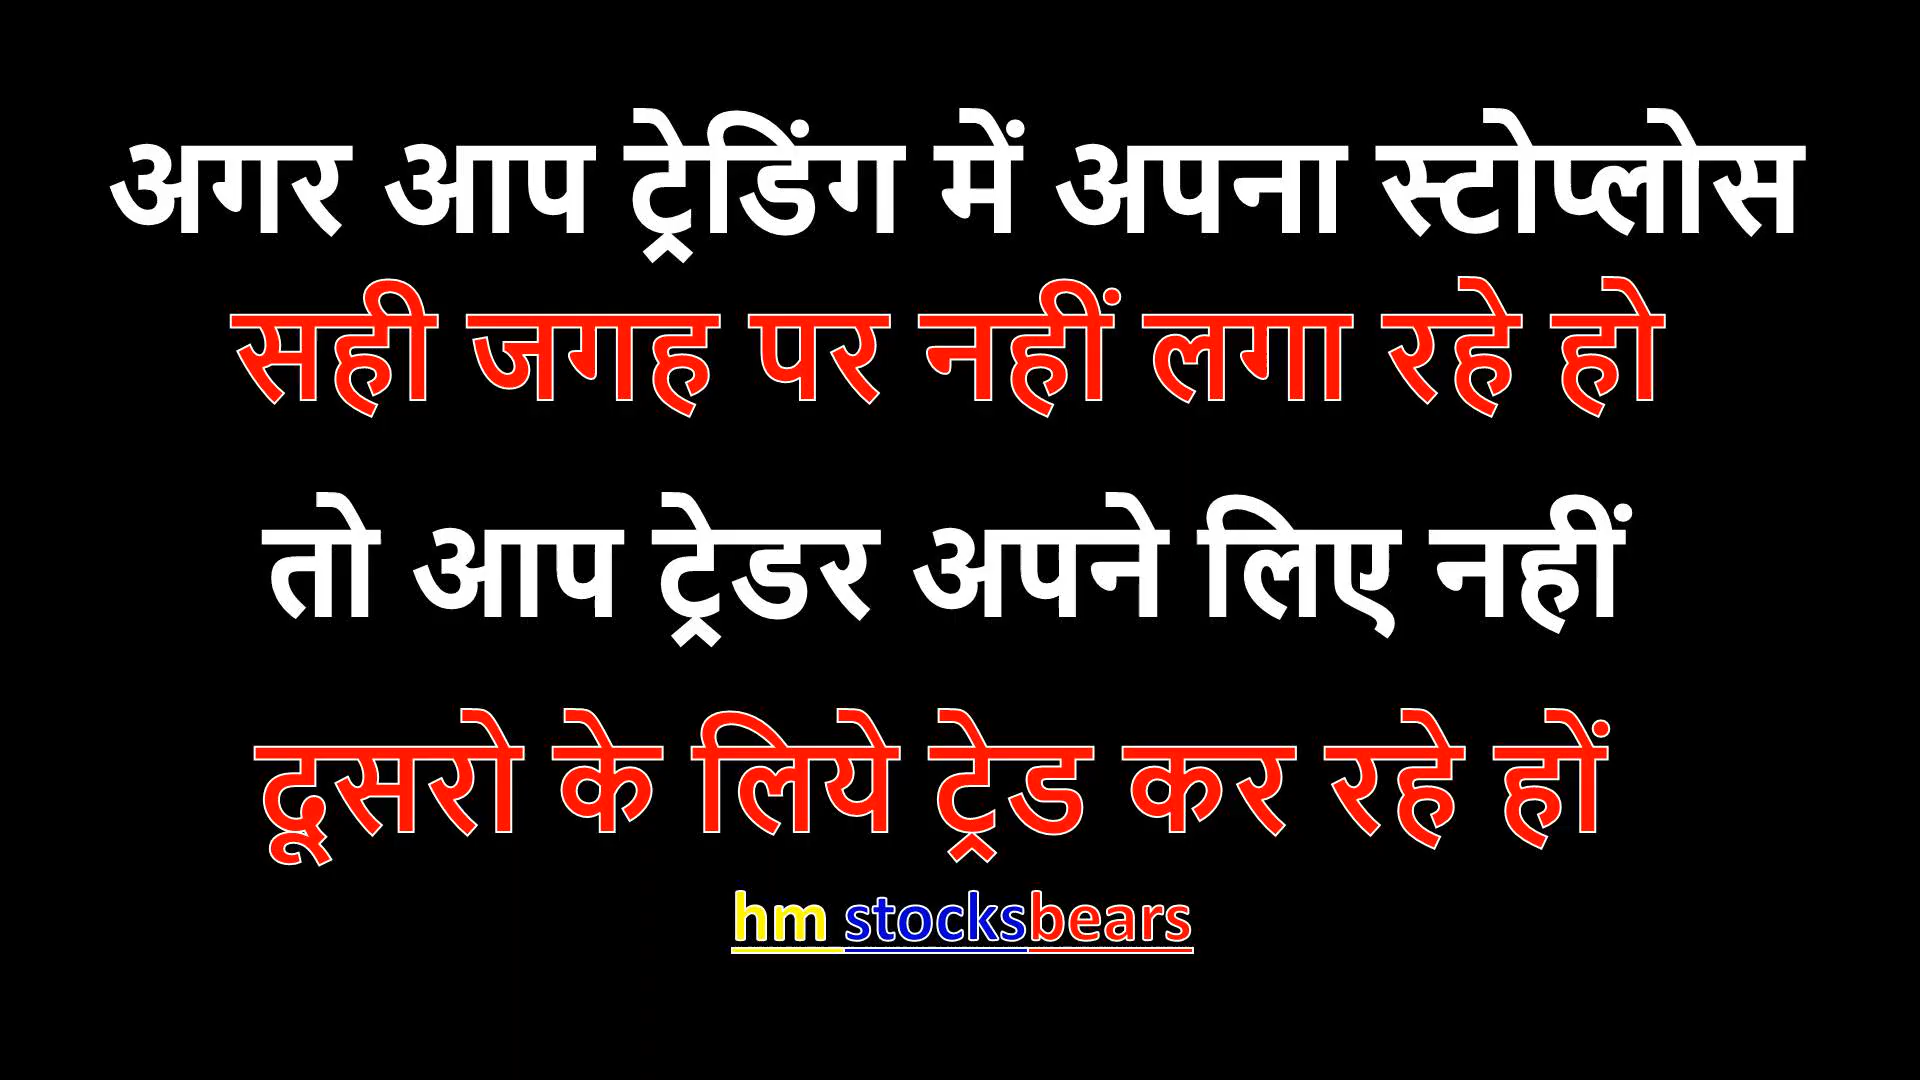 अगर आप ट्रेडिंग में अपना स्टोप्लोस
सही जगह पर नहीं लगा रहे हो
तो आप ट्रेडर अपने लिए नहीं
दूसरो के लिये ट्रेड कर रहे हों
hm stocksbears